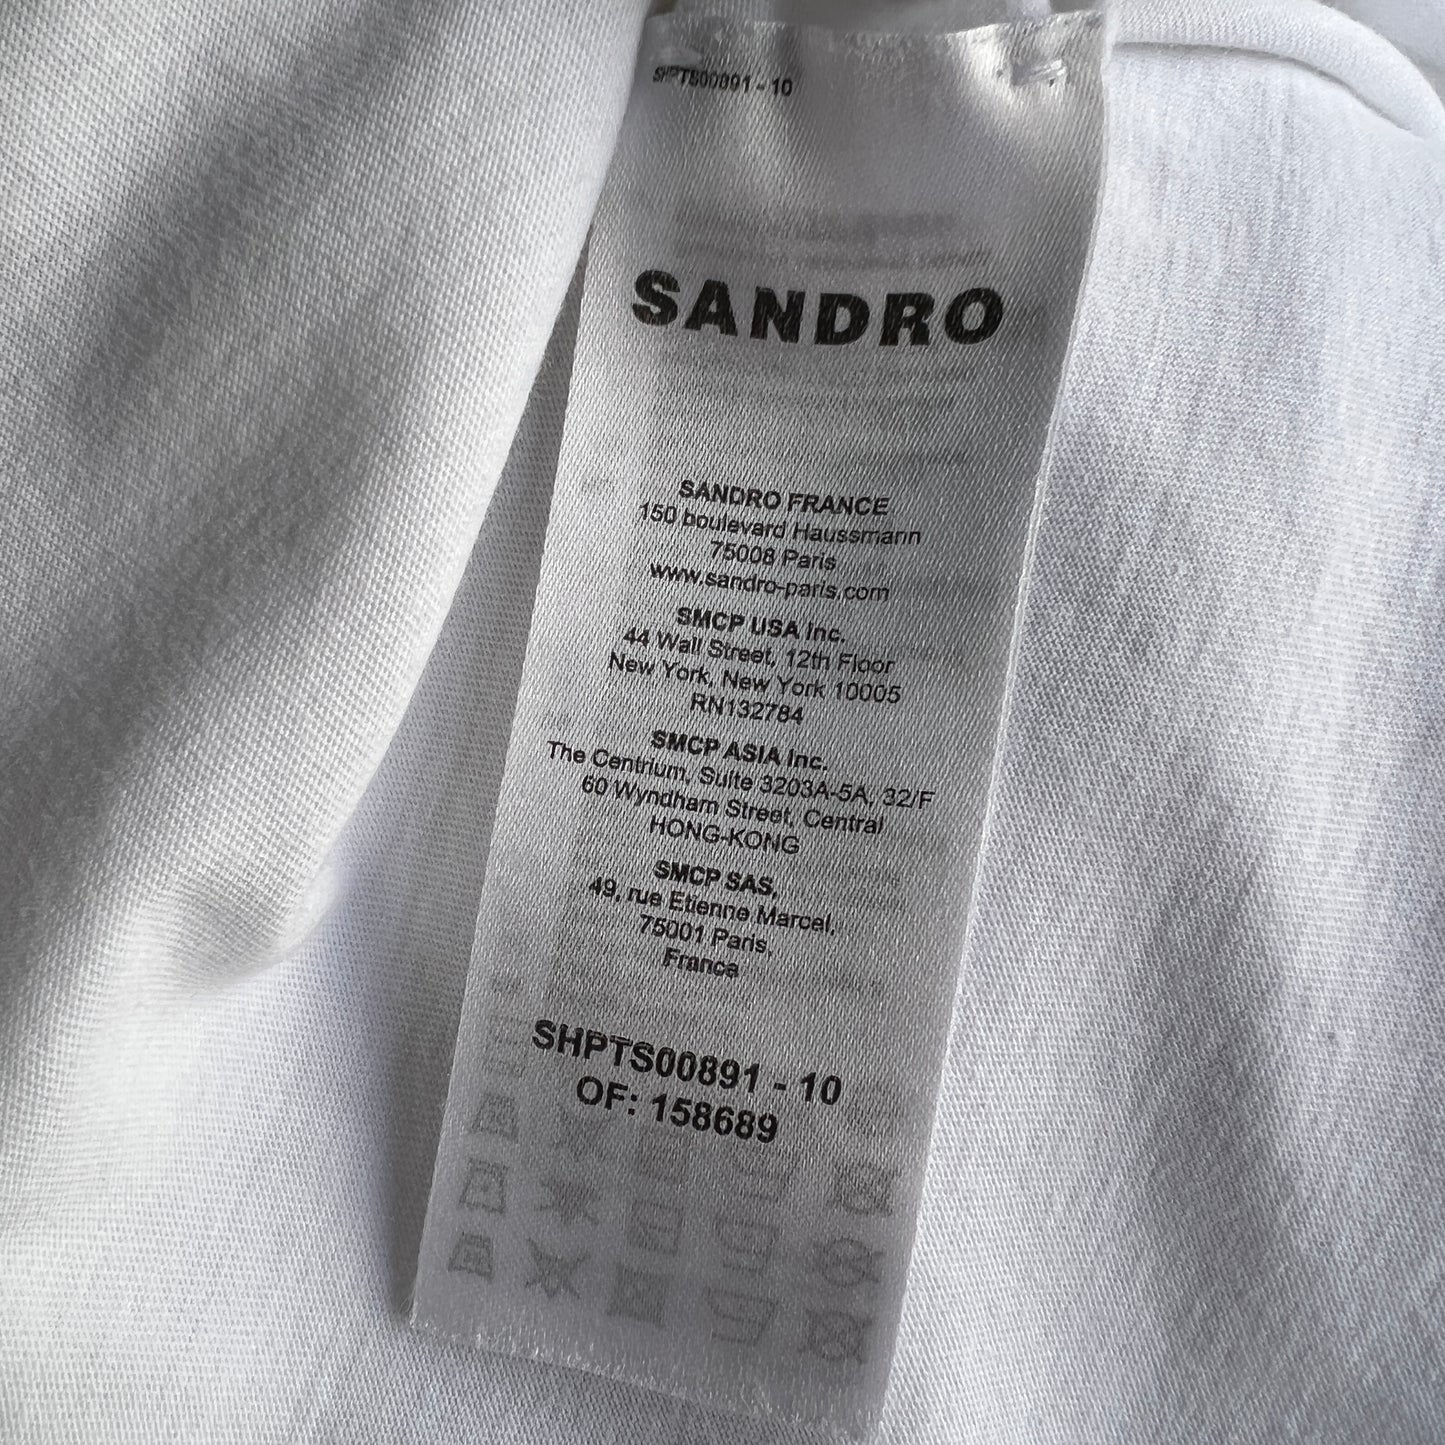 SHPTS00891 - 10
SANDRO
SANDRO FRANCE
150 boulevard Haussmann
75008 Paris
www.sandro-paris.com
SMCP USA Inc.
44 Wall Street, 12th Floor
New York, New York 10005
RN132784
SMCP ASIA Inc.
The Centrium, Suite 3203A-5A, 32/F
60 Wyndham Street, Central
HONG-KONG
SMCP SAS,
49, rue Etienne Marcel,
75001 Paris,
France
SHPTS00891 - 10
OF: 158689